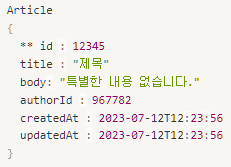 Article
{
  ** id : 12345
  title : "제목"
  body: "특별한 내용 없습니다."
  authorId : 967782
  createdAt : 2023-07-12T12:23:56
  updatedAt : 2023-07-12T12:23:56
}